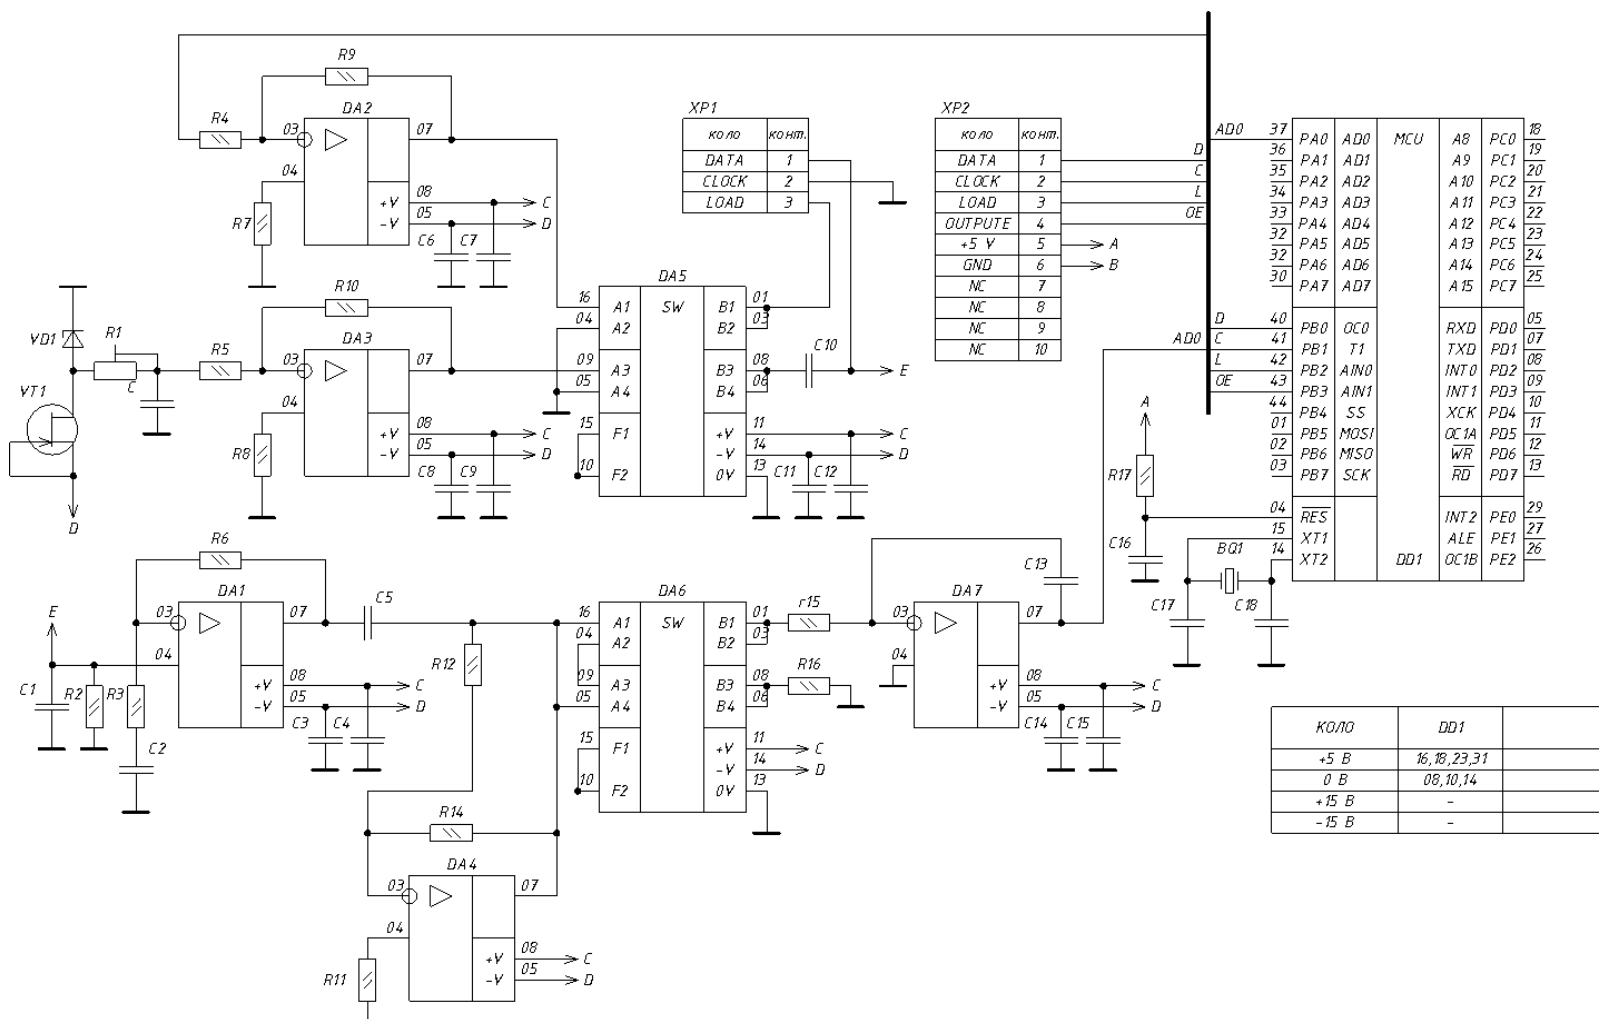 R9
R4
DA2
03
07
04
08
+V
C
05
-V
D
R7
C6
C7
XP1
коло
конт.
DATA
1
CLOCK
2
LOAD
3
XP2
коло
конт.
DATA
1
D
CLOCK
2
C
LOAD
3
L
OUTPUTE
4
OE
+5 V
5
A
GND
6
B
NC
7
NC
8
NC
9
NC
10
AD0
37
PA0
AD0
MCU
A8
PC0
18
36
PA1
AD1
A9
PC1
19
35
PA2
AD2
A10
PC2
20
34
PA3
AD3
A11
PC3
21
33
PA4
AD4
A12
PC4
22
32
PA5
AD5
A13
PC5
23
32
PA6
AD6
A14
PC6
24
30
PA7
AD7
A15
PC7
25
D
40
PB0
OC0
RXD
PD0
05
AD0
C
41
PB1
T1
TXD
PD1
07
L
42
PB2
AIN0
INT0
PD2
08
OE
43
PB3
AIN1
INT1
PD3
09
44
PB4
SS
XCK
PD4
10
01
PB5
MOSI
OC1A
PD5
11
02
PB6
MISO
WR
PD6
12
03
PB7
SCK
RD
PD7
13
04
RES
INT2
PE0
29
15
XT1
ALE
PE1
27
14
XT2
DD1
OC1B
PE2
26
VD1
R1
C
VT1
D
R5
R10
DA3
03
07
04
08
+V
C
05
-V
D
R8
C8
C9
DA5
16
A1
SW
B1
01
04
A2
B2
03
09
A3
B3
08
05
A4
B4
06
15
F1
+V
11
C
-V
14
D
10
F2
0V
13
C10
E
C11
C12
A
R17
C16
BQ1
C17
C18
R6
DA1
E
03
07
04
08
+V
C
05
-V
D
C1
R2
R3
C2
C3
C4
C5
R12
DA6
16
A1
SW
B1
01
04
A2
B2
03
09
A3
B3
08
05
A4
B4
06
15
F1
+V
11
C
-V
14
D
10
F2
0V
13
r15
R16
C13
DA7
03
07
04
08
+V
C
05
-V
D
C14
C15
R14
DA4
03
07
04
08
+V
C
05
-V
D
R11
КОЛО
DD1
+5 В
16,18,23,31
0 В
08,10,14
+15 В
-
-15 В
-